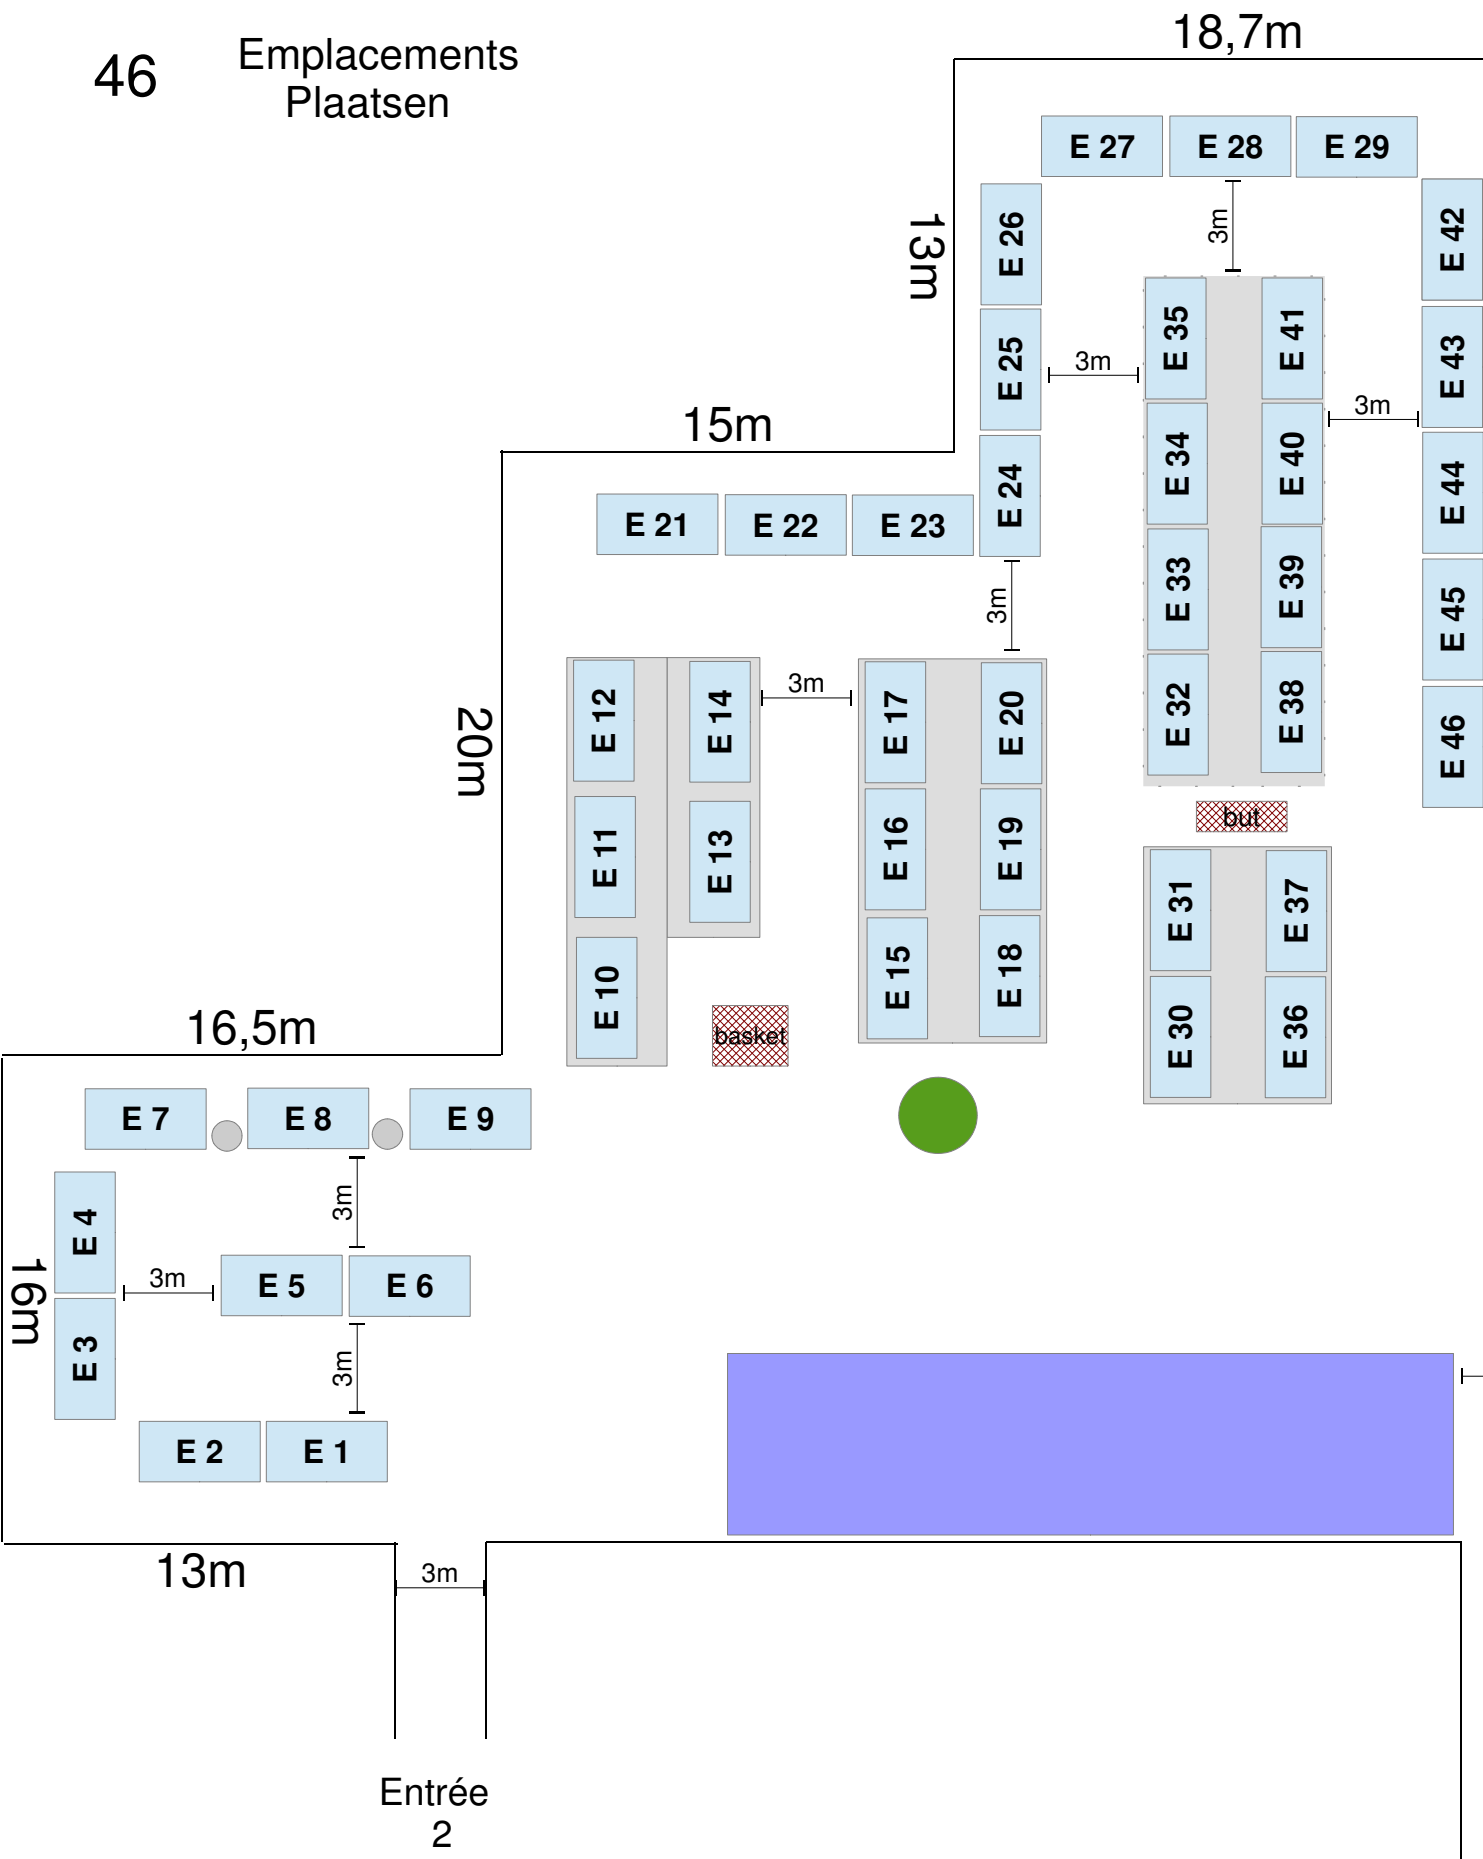 46
Emplacements
Plaatsen
18,7m
E 27
E 28
E 29
13m
E 26
3m
E 42
E 25
3m
E 35
E 41
3m
E 43
15m
E 24
E 34
E 40
E 44
E 21
E 22
E 23
3m
E 33
E 39
E 45
20m
E 12
E 14
3m
E 17
E 20
E 32
E 38
E 46
E 11
E 13
E 16
E 19
but
E 10
basket
E 15
E 18
E 31
E 37
E 30
E 36
16,5m
E 7
E 8
E 9
E 4
3m
16m
3m
E 5
E 6
E 3
3m
E 2
E 1
13m
3m
Entrée
2